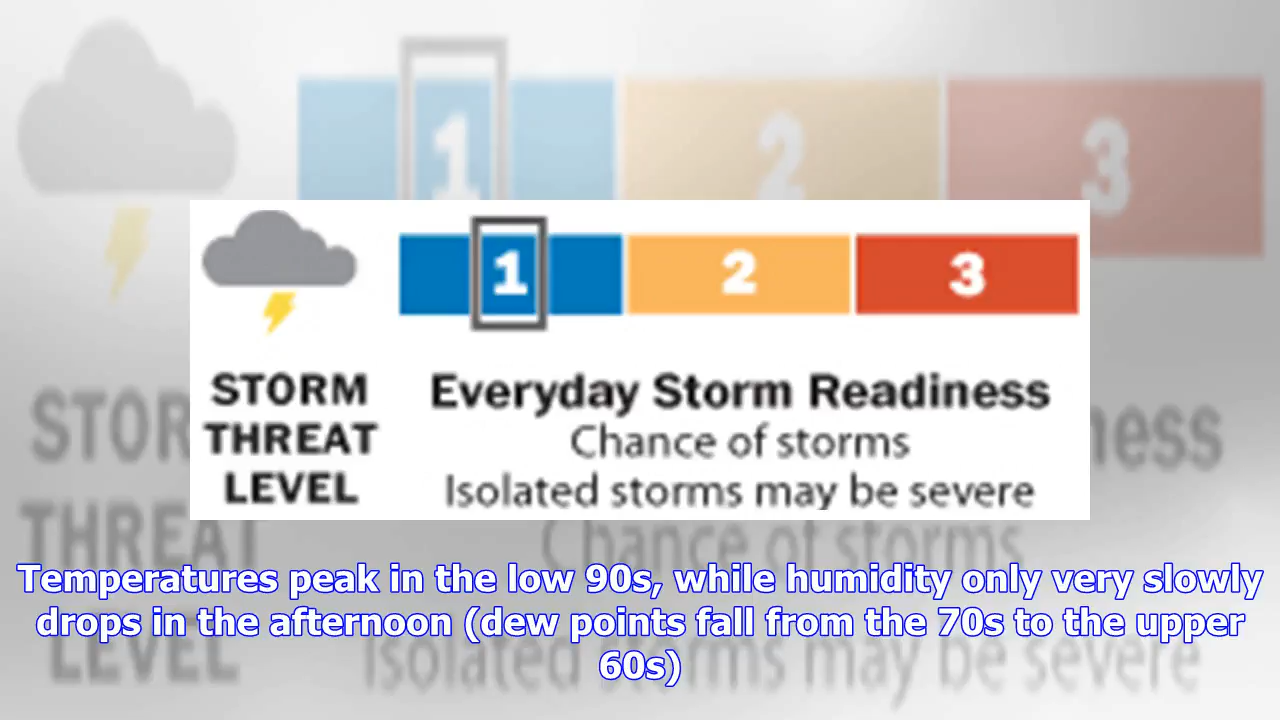 1 2 3
STORM
THREAT
LEVEL
Everyday Storm Readiness
Chance of storms
Isolated storms may be severe
Temperatures peak in the low 90s, while humidity only very slowly
drops in the afternoon (dew points fall from the 70s to the upper
60s)